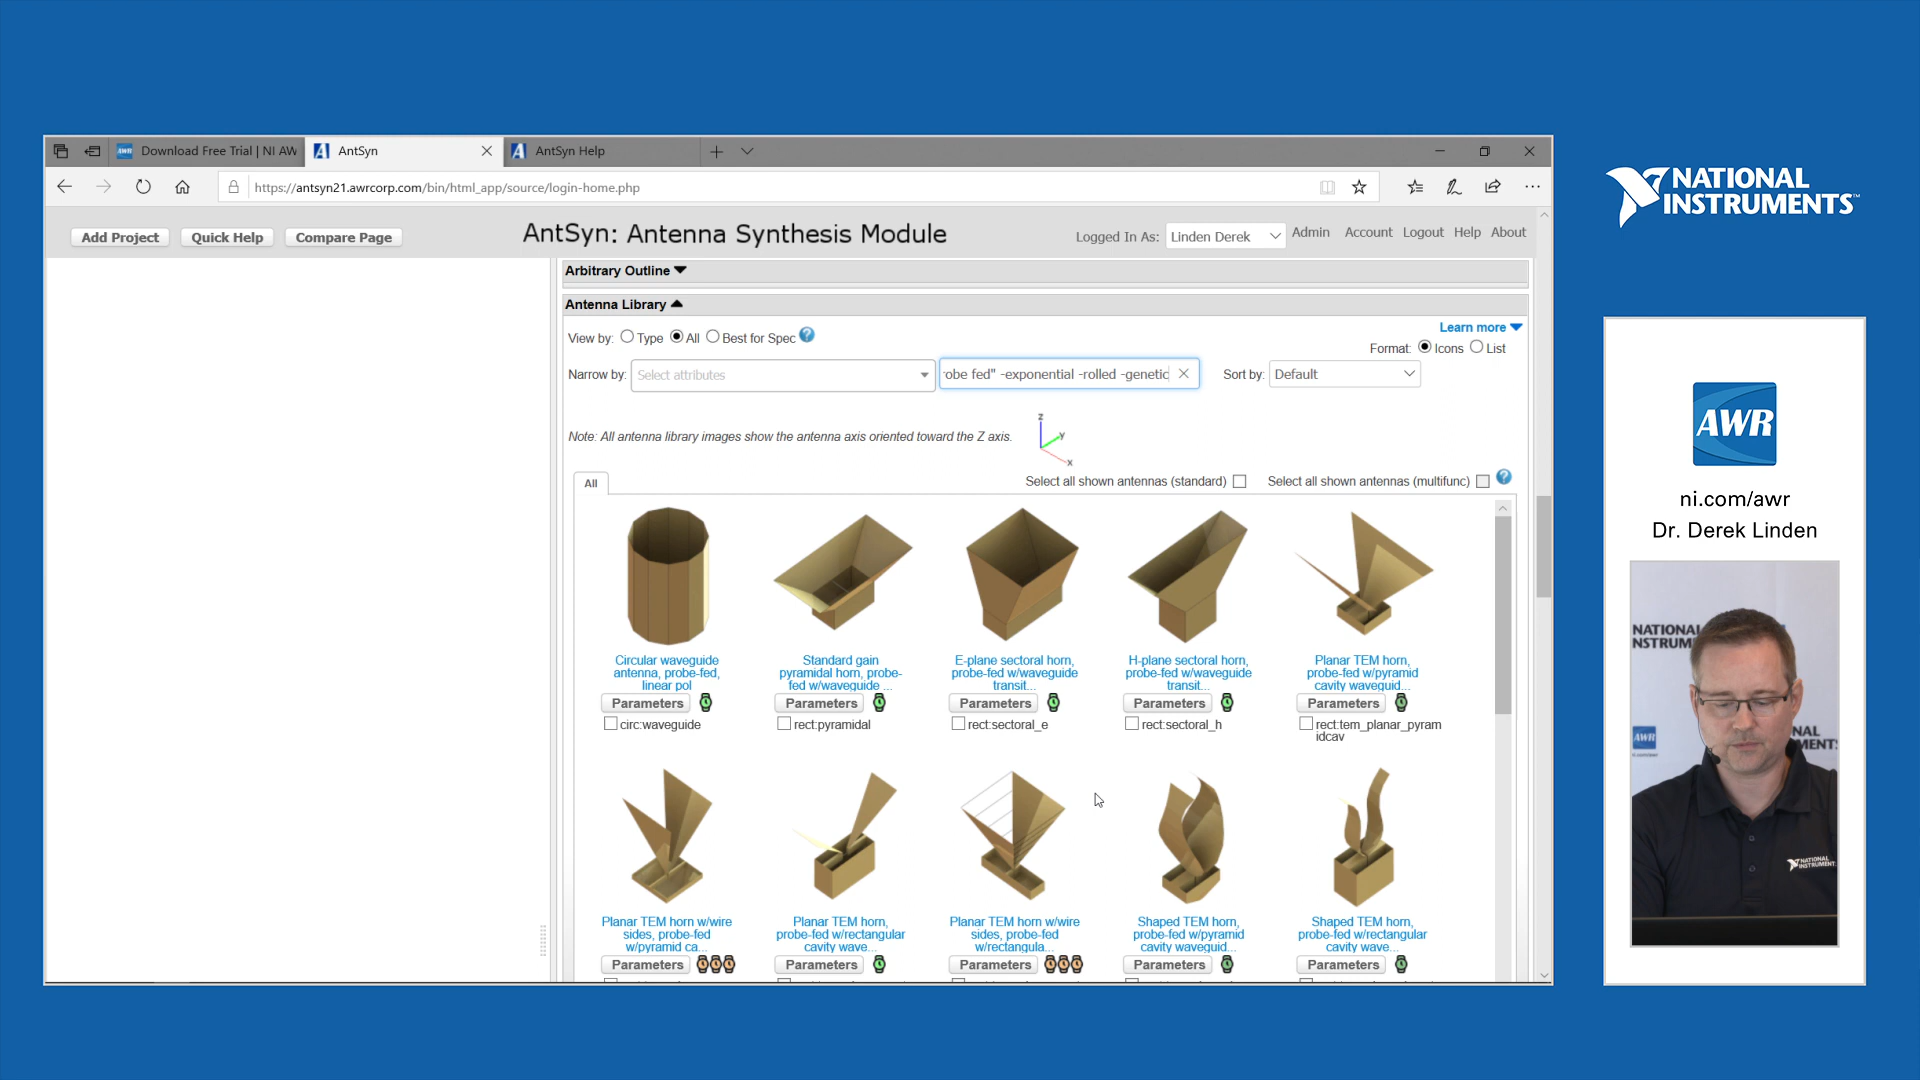 Download Free Trial | NI AW
AntSyn
AntSyn Help
https://antsyn21.awrcorp.com/bin/html_app/source/login-home.php
Add Project
Quick Help
Compare Page
AntSyn: Antenna Synthesis Module
Logged In As:
Linden Derek
Admin
Account
Logout
Help
About
Arbitrary Outline
Antenna Library
View by:
Type
All
Best for Spec
Learn more
Format:
Icons
List
Narrow by:
Select attributes
obe fed" -exponential -rolled -genetic
Sort by:
Default
Note: All antenna library images show the antenna axis oriented toward the Z axis.
z
y
x
All
Select all shown antennas (standard)
Select all shown antennas (multifunc)
Circular waveguide
antenna, probe-fed,
linear pol
Parameters
circ:waveguide
Standard gain
pyramidal horn, probe-
fed w/waveguide ...
Parameters
rect:pyramidal
E-plane sectoral horn,
probe-fed w/waveguide
transit...
Parameters
rect:sectoral_e
H-plane sectoral horn,
probe-fed w/waveguide
transit...
Parameters
rect:sectoral_h
Planar TEM horn,
probe-fed w/pyramid
cavity waveguid...
Parameters
rect:tem_planar_pyram
idcav
Planar TEM horn w/wire
sides, probe-fed
w/pyramid ca...
Parameters
Planar TEM horn,
probe-fed w/rectangular
cavity wave...
Parameters
Planar TEM horn w/wire
sides, probe-fed
w/rectangula...
Parameters
Shaped TEM horn,
probe-fed w/pyramid
cavity waveguid...
Parameters
Shaped TEM horn,
probe-fed w/rectangular
cavity wave...
Parameters
NATIONAL
INSTRUMENTS™
AWR
ni.com/awr
Dr. Derek Linden
NATIONAL
NSTRUME
AWR
NAL
MENTS
NATIONAL
INSTRUMENTS